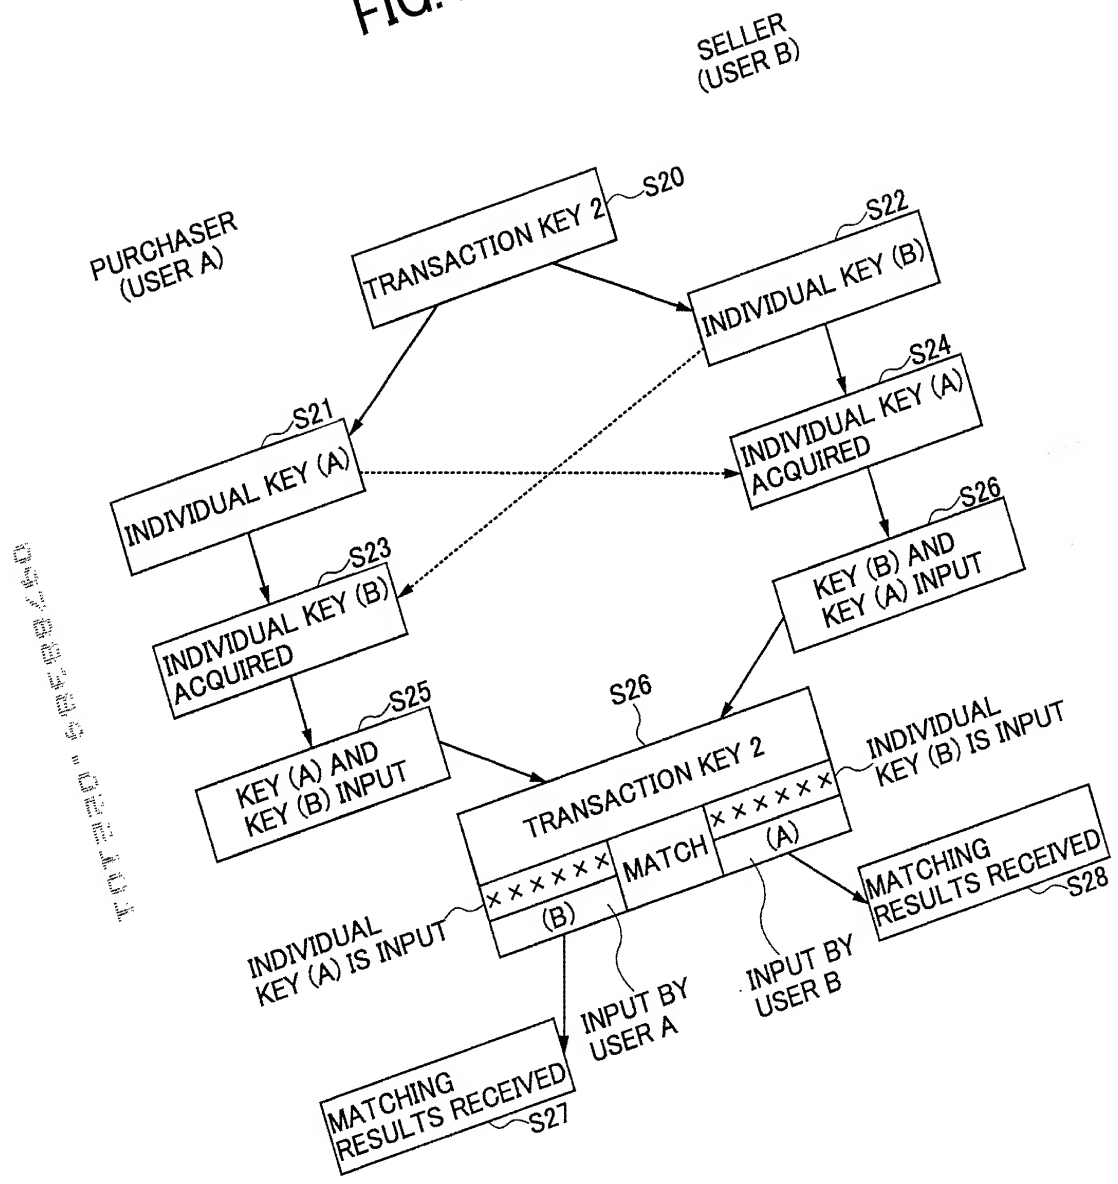 FIG.
SELLER
(USER B)
PURCHASER
(USER A)
TRANSACTION KEY 2
S20
INDIVIDUAL KEY (B)
S22
INDIVIDUAL KEY (A)
S21
INDIVIDUAL KEY (A)
ACQUIRED
S24
INDIVIDUAL KEY (B)
ACQUIRED
S23
KEY (B) AND
KEY (A) INPUT
S26
KEY (A) AND
KEY (B) INPUT
S25
S26
TRANSACTION KEY 2
× × × × × ×
(B)
MATCH
× × × × × ×
(A)
INDIVIDUAL
KEY (B) IS INPUT
INDIVIDUAL
KEY (A) IS INPUT
INPUT BY
USER A
INPUT BY
USER B
MATCHING
RESULTS RECEIVED
S28
MATCHING
RESULTS RECEIVED
S27